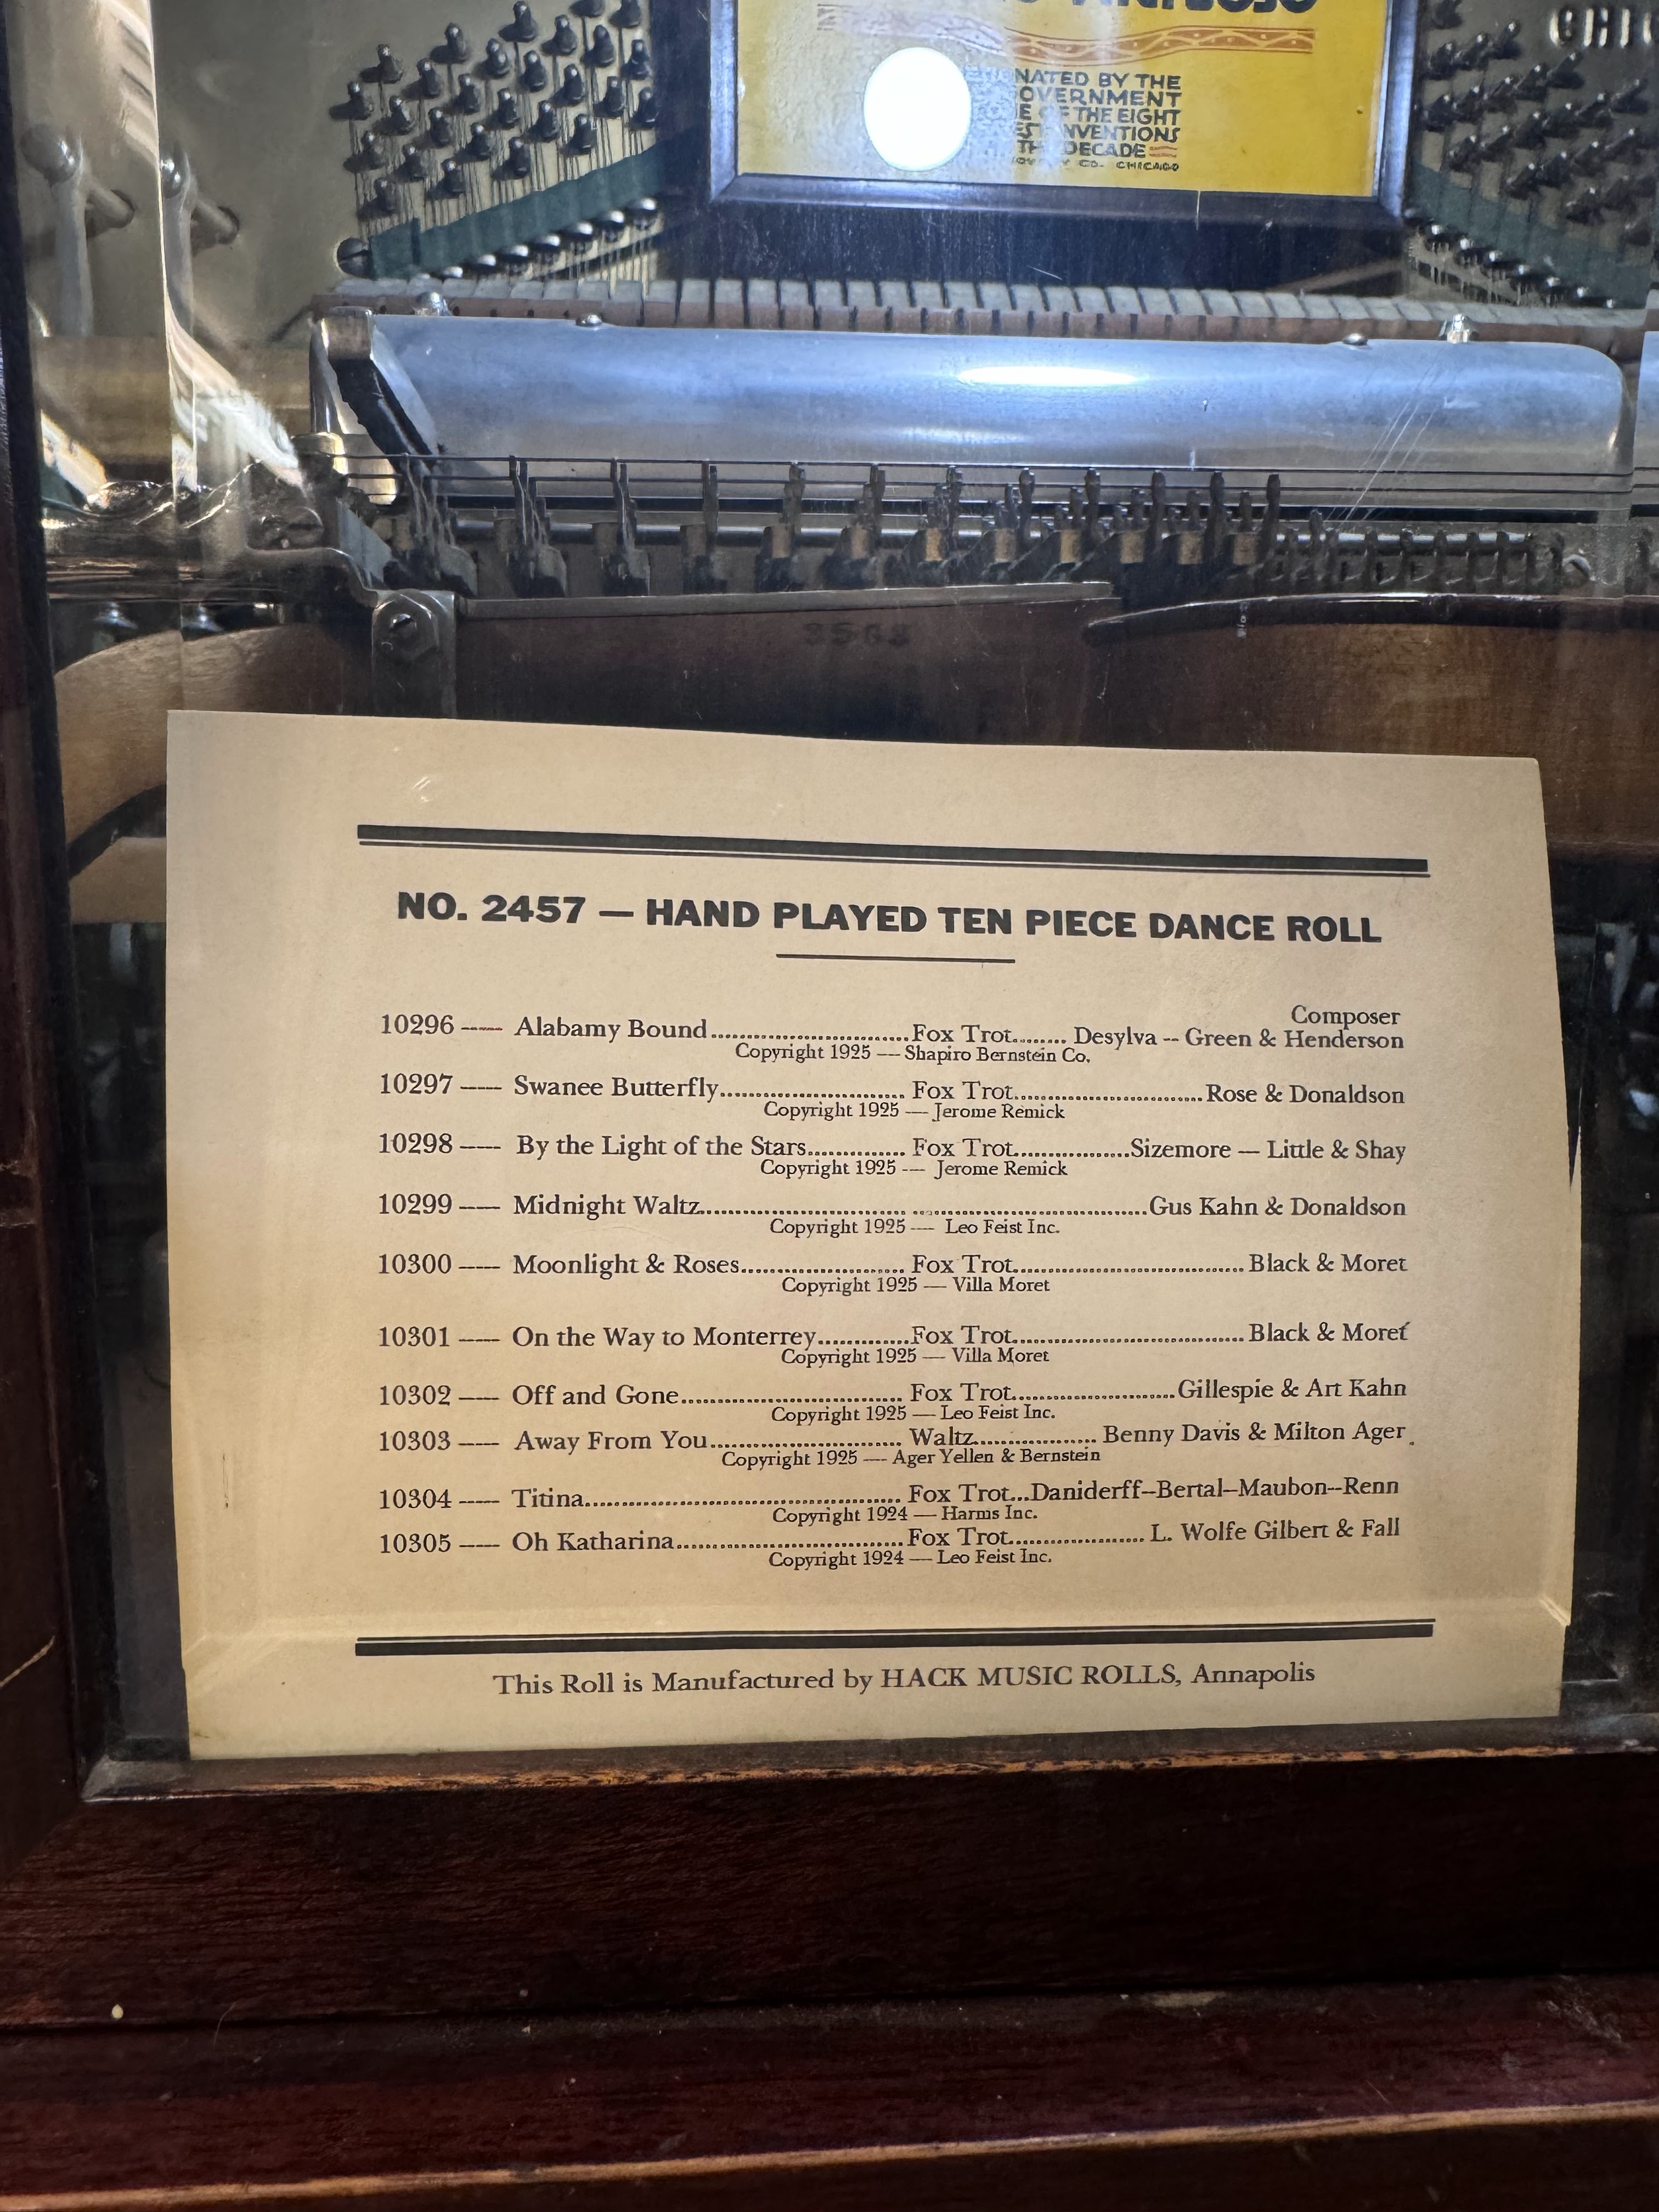 NATED BY THE
OVERNMENT
THE EIGHT
NVENTIONS
DECADE
CO. CHICAGO
NO. 2457 — HAND PLAYED TEN PIECE DANCE ROLL
Composer
10296 ---- Alabamy Bound..............................Fox Trot........ Desylva -- Green & Henderson
Copyright 1925 — Shapiro Bernstein Co.
10297 ---- Swanee Butterfly............................ Fox Trot............................Rose & Donaldson
Copyright 1925 — Jerome Remick
10298 ---- By the Light of the Stars............... Fox Trot.................Sizemore — Little & Shay
Copyright 1925 --- Jerome Remick
10299 ---- Midnight Waltz............................... ...................................Gus Kahn & Donaldson
Copyright 1925 --- Leo Feist Inc.
10300 ---- Moonlight & Roses......................... Fox Trot................................... Black & Moret
Copyright 1925 — Villa Moret
10301 ---- On the Way to Monterrey..............Fox Trot................................... Black & Moret
Copyright 1925 — Villa Moret
10302 ---- Off and Gone.................................. Fox Trot........................Gillespie & Art Kahn
Copyright 1925 — Leo Feist Inc.
10303 ---- Away From You............................. Waltz.................. Benny Davis & Milton Ager
Copyright 1925 --- Ager Yellen & Bernstein
10304 ---- Titina................................................ Fox Trot...Daniderff--Bertal--Maubon--Renn
Copyright 1924 — Harms Inc.
10305 ---- Oh Katharina..................................Fox Trot.................... L. Wolfe Gilbert & Fall
Copyright 1924 — Leo Feist Inc.
This Roll is Manufactured by HACK MUSIC ROLLS, Annapolis